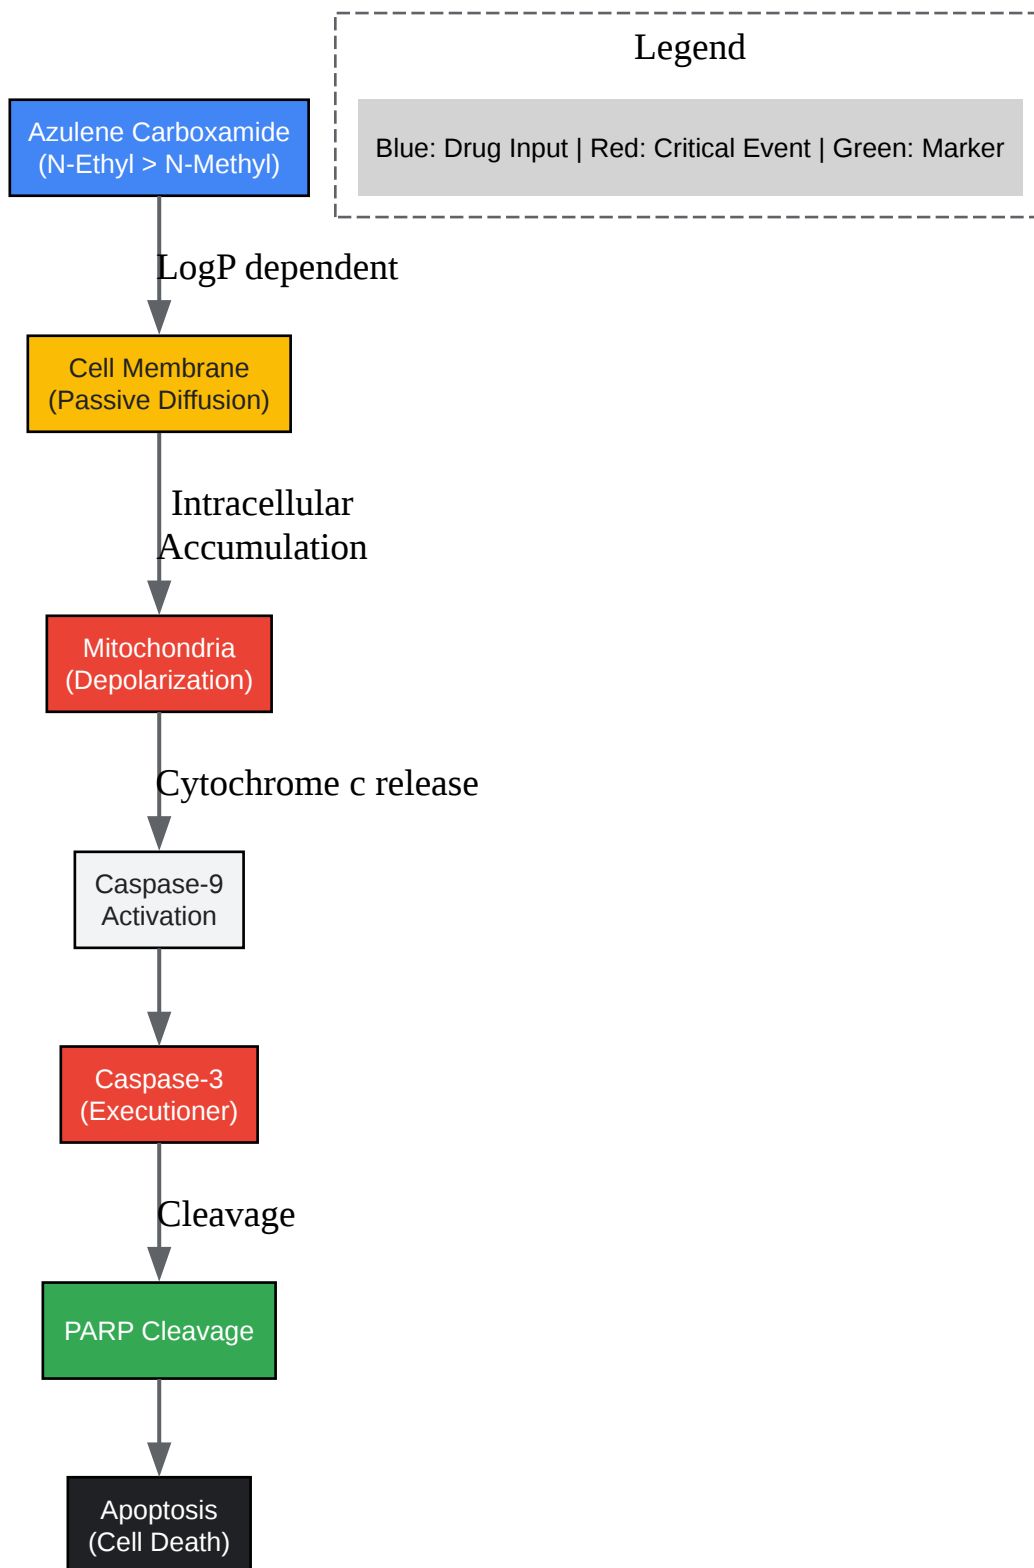 Legend
Blue: Drug Input | Red: Critical Event | Green: Marker
Azulene Carboxamide
(N-Ethyl > N-Methyl)
LogP dependent
Cell Membrane
(Passive Diffusion)
Intracellular
Accumulation
Mitochondria
(Depolarization)
Cytochrome c release
Caspase-9
Activation
Caspase-3
(Executioner)
Cleavage
PARP Cleavage
Apoptosis
(Cell Death)